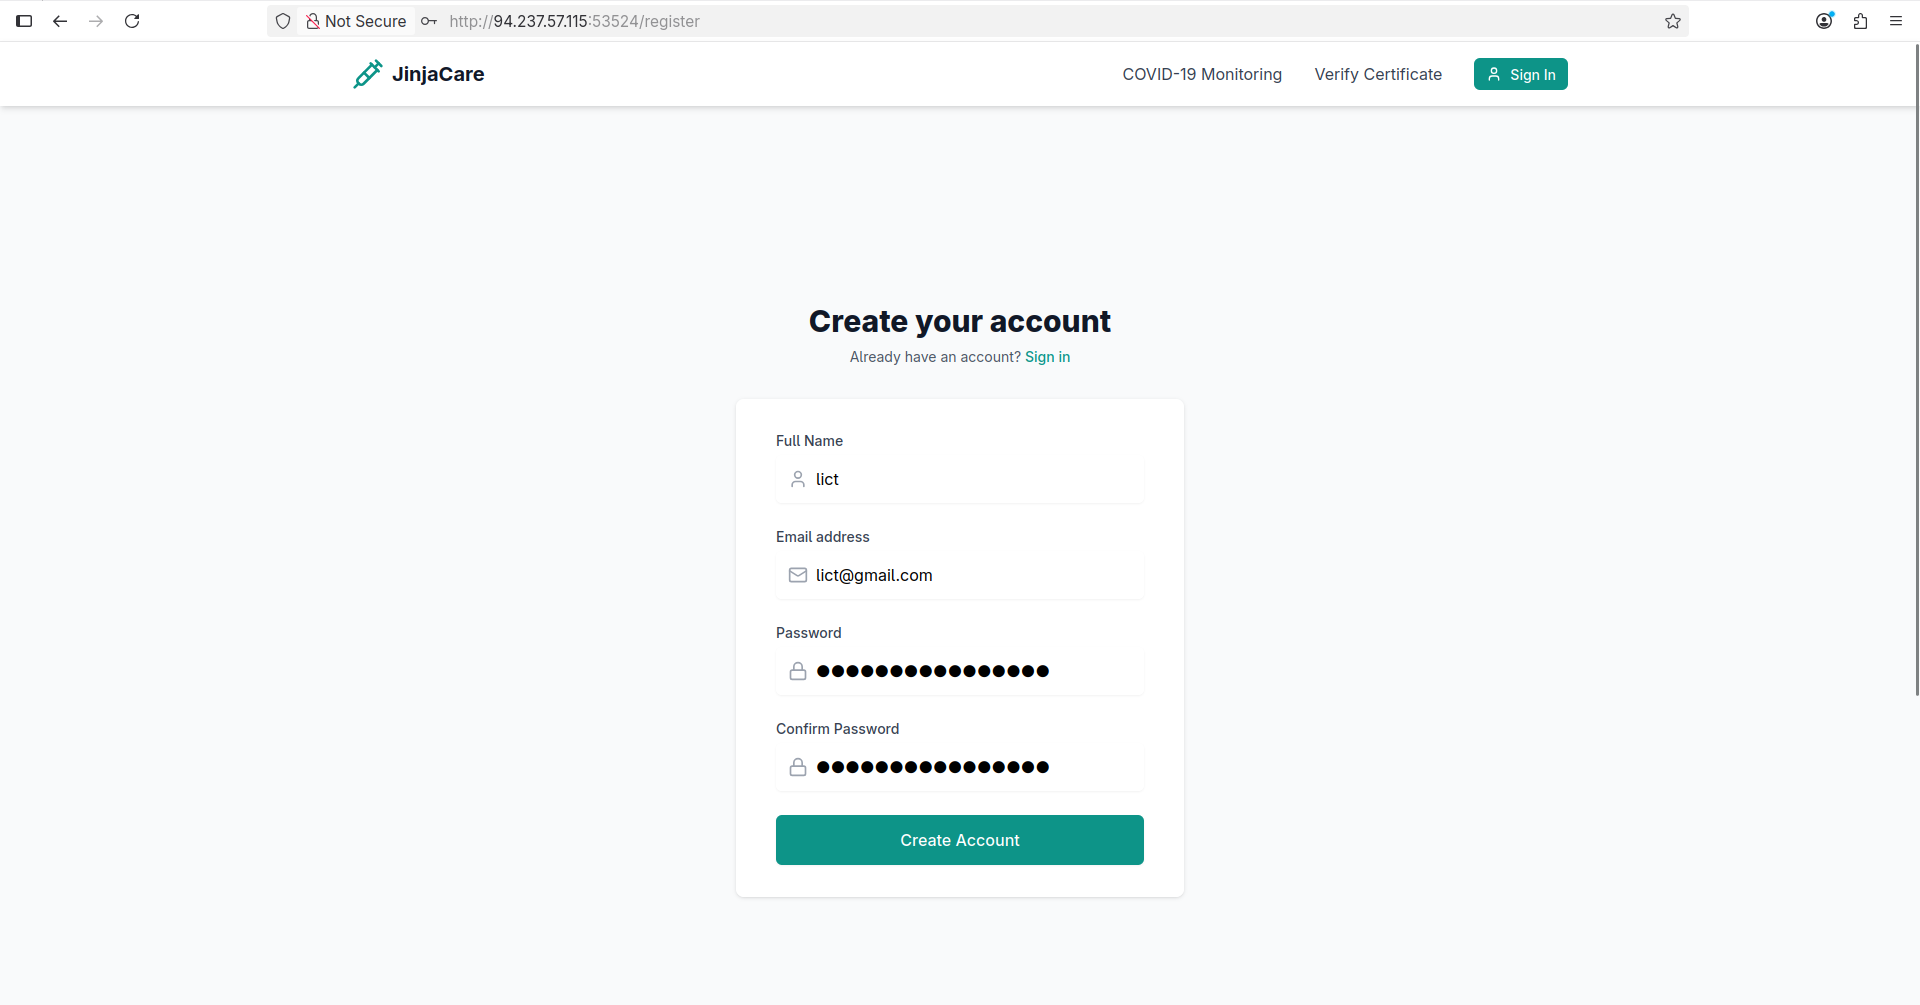 Not Secure http://94.237.57.115:53524/register
JinjaCare
COVID-19 Monitoring Verify Certificate Sign In
Create your account
Already have an account? Sign in
Full Name
lict
Email address
lict@gmail.com
Password
●●●●●●●●●●●●●●●●
Confirm Password
●●●●●●●●●●●●●●●●
Create Account